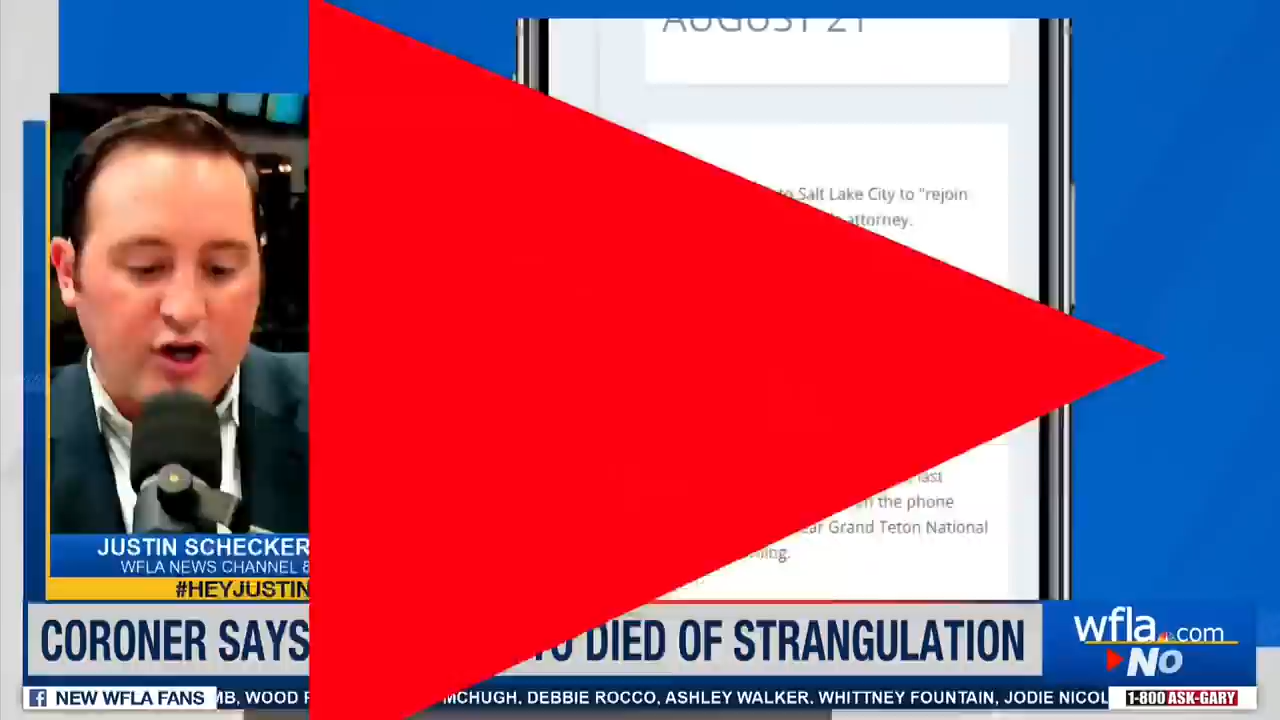 AUGUST 21
to Salt Lake City to "rejoin
attorney.
last
the phone
Grand Teton National
JUSTIN SCHECKER
WFLA NEWS CHANNEL 8
#HEYJUSTIN
CORONER SAYS DIED OF STRANGULATION
wfla.com
NO
NEW WFLA FANS
MB, WOOD MCHUGH, DEBBIE ROCCO, ASHLEY WALKER, WHITTNEY FOUNTAIN, JODIE NICOL
1-800 ASK-GARY